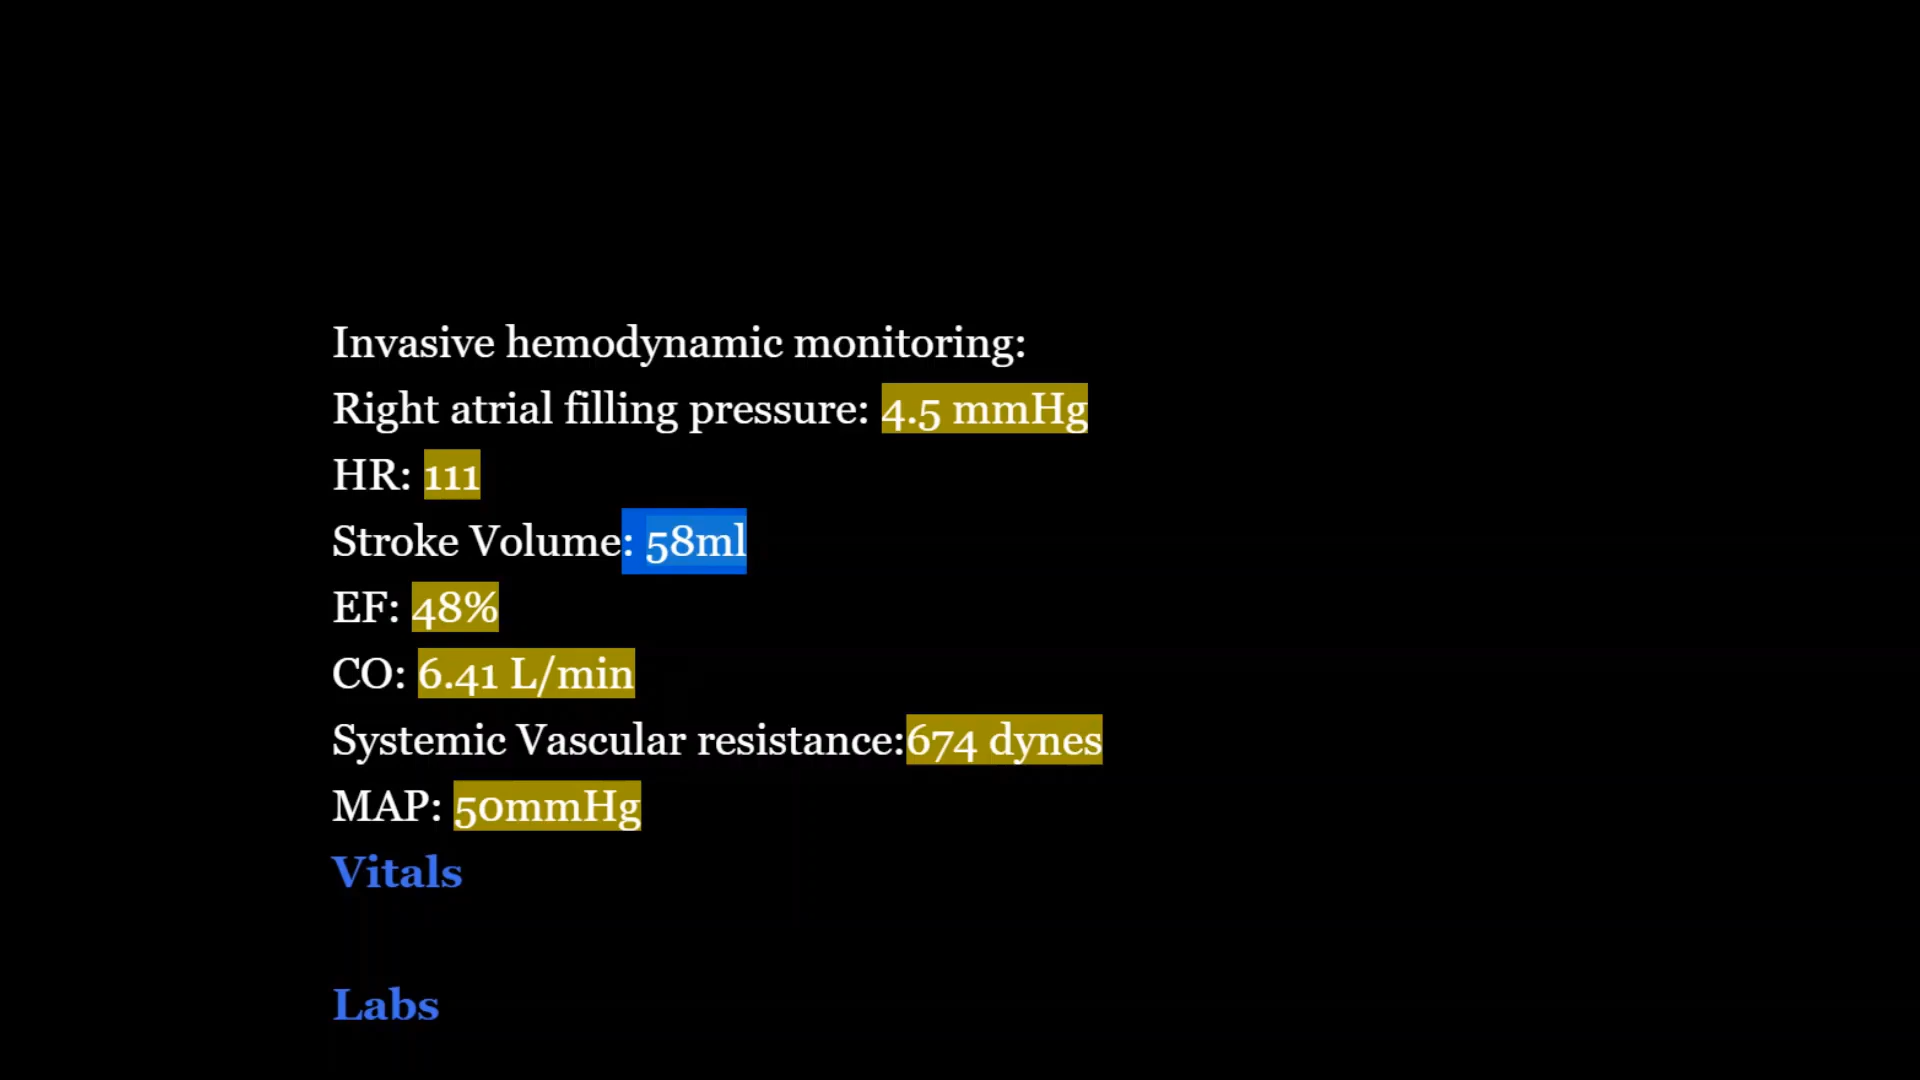 Invasive hemodynamic monitoring:
Right atrial filling pressure: 4.5 mmHg
HR: 111
Stroke Volume: 58ml
EF: 48%
CO: 6.41 L/min
Systemic Vascular resistance:674 dynes
MAP: 50mmHg
Vitals
Labs